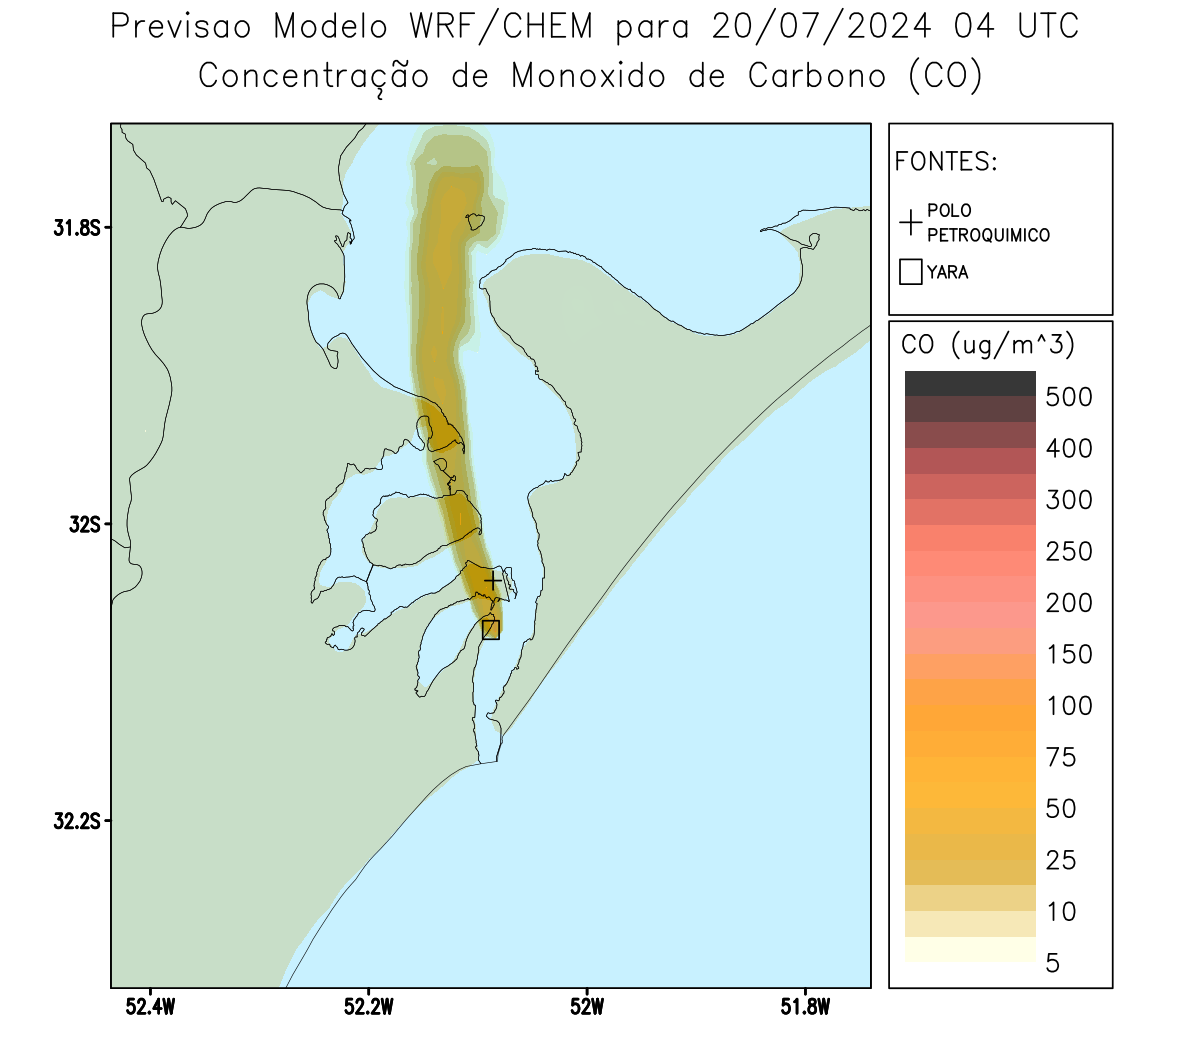 Previsao Modelo WRF/CHEM para 20/07/2024 04 UTC
Concentração de Monoxido de Carbono (CO)
FONTES:
POLO
PETROQUIMICO
YARA
CO (ug/m^3)
500
400
300
250
200
150
100
75
50
25
10
5
31.8S
32S
32.2S
52.4W
52.2W
52W
51.8W